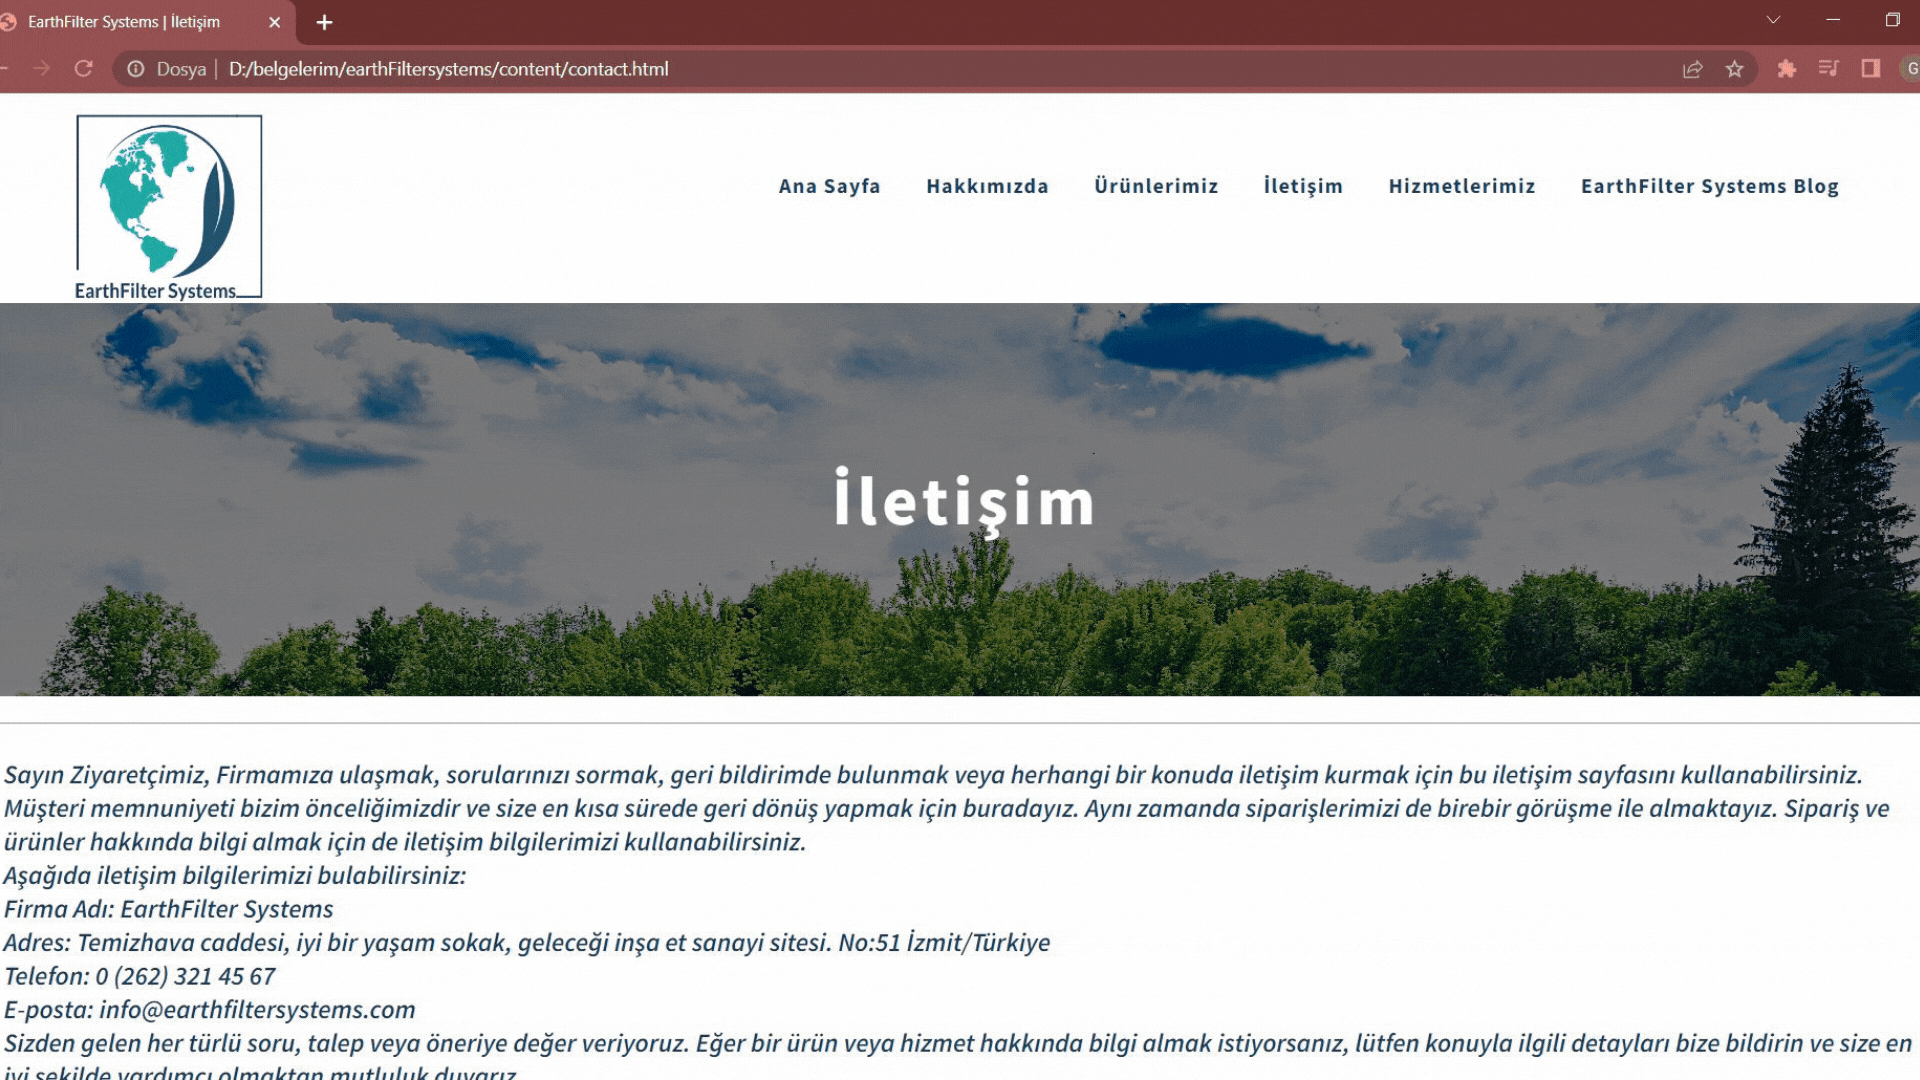 EarthFilter Systems | İletişim
Dosya | D:/belgelerim/earthFiltersystems/content/contact.html
G
EarthFilter Systems
Ana Sayfa Hakkımızda Ürünlerimiz İletişim Hizmetlerimiz EarthFilter Systems Blog
İletişim
Sayın Ziyaretçimiz, Firmamıza ulaşmak, sorularınızı sormak, geri bildirimde bulunmak veya herhangi bir konuda iletişim kurmak için bu iletişim sayfasını kullanabilirsiniz.
Müşteri memnuniyeti bizim önceliğimizdir ve size en kısa sürede geri dönüş yapmak için buradayız. Aynı zamanda siparişlerimizi de birebir görüşme ile almaktayız. Sipariş ve
ürünler hakkında bilgi almak için de iletişim bilgilerimizi kullanabilirsiniz.
Aşağıda iletişim bilgilerimizi bulabilirsiniz:
Firma Adı: EarthFilter Systems
Adres: Temizhava caddesi, iyi bir yaşam sokak, geleceği inşa et sanayi sitesi. No:51 İzmit/Türkiye
Telefon: 0 (262) 321 45 67
E-posta: info@earthfiltersystems.com
Sizden gelen her türlü soru, talep veya öneriye değer veriyoruz. Eğer bir ürün veya hizmet hakkında bilgi almak istiyorsanız, lütfen konuyla ilgili detayları bize bildirin ve size en
iyi şekilde yardımcı olmaktan mutluluk duyarız.